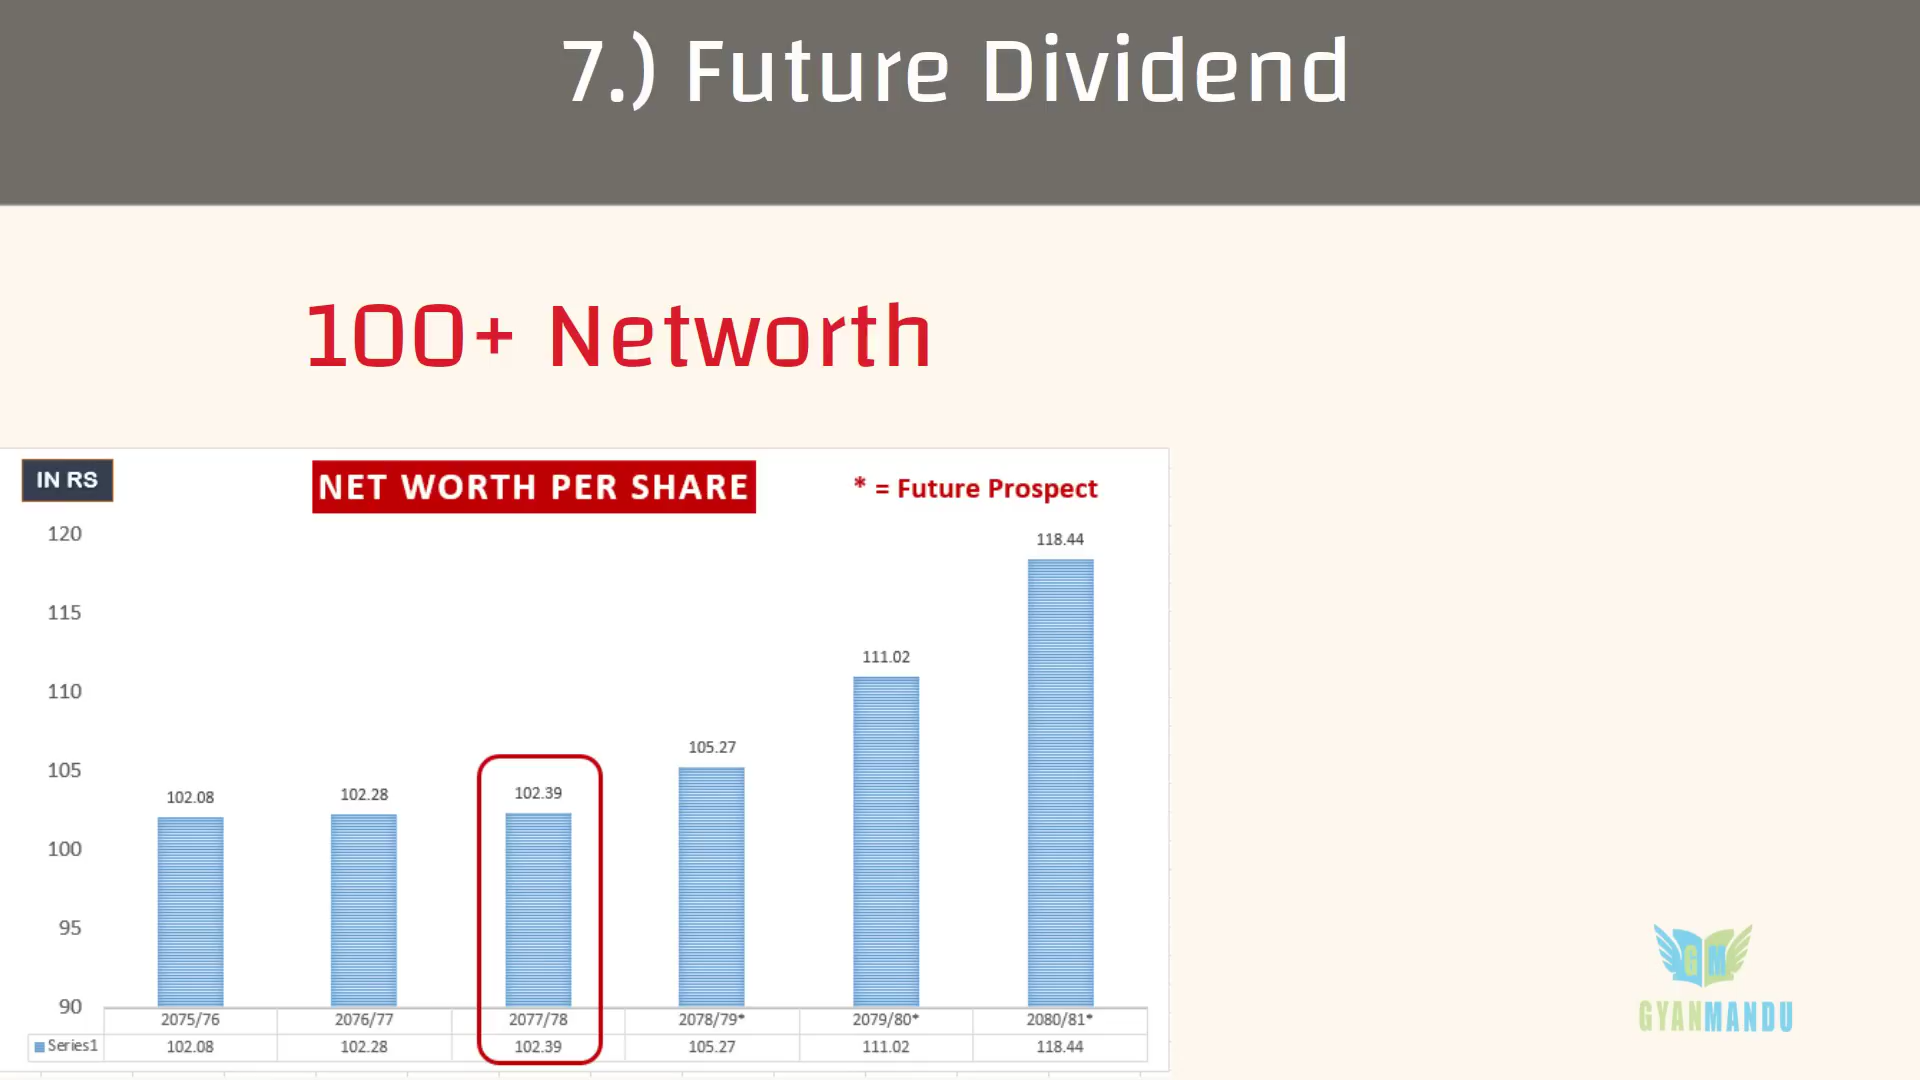 7.) Future Dividend
100+ Networth
IN RS
NET WORTH PER SHARE
* = Future Prospect
120
115
110
105
100
95
90
102.08
102.28
102.39
105.27
111.02
118.44
2075/76 2076/77 2077/78 2078/79* 2079/80* 2080/81*
Series1 102.08 102.28 102.39 105.27 111.02 118.44
GM
GYANMANDU